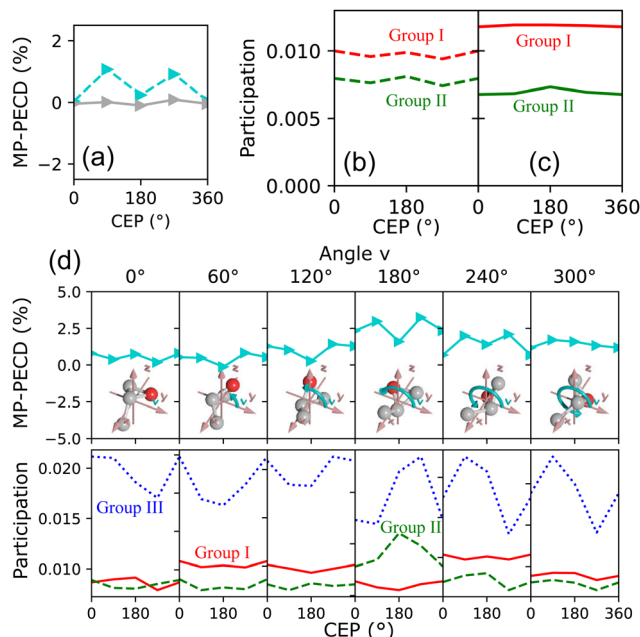 2
0
−2
MP-PECD (%)
(a)
0 180 360
CEP (°)
0.010
0.005
0.000
Participation
Group I
Group II
(b)
0 180
CEP (°)
Group I
Group II
(c)
0 180 360
CEP (°)
(d)
Angle v
0° 60° 120° 180° 240° 300°
5.0
2.5
0.0
−2.5
−5.0
MP-PECD (%)
z y v x
z y v x
z y v x
z y v x
z y v x
z y v x
0.020
0.015
0.010
Participation
Group III
Group I
Group II
0 180 0 180 0 180 0 180 0 180 0 180 360
CEP (°)